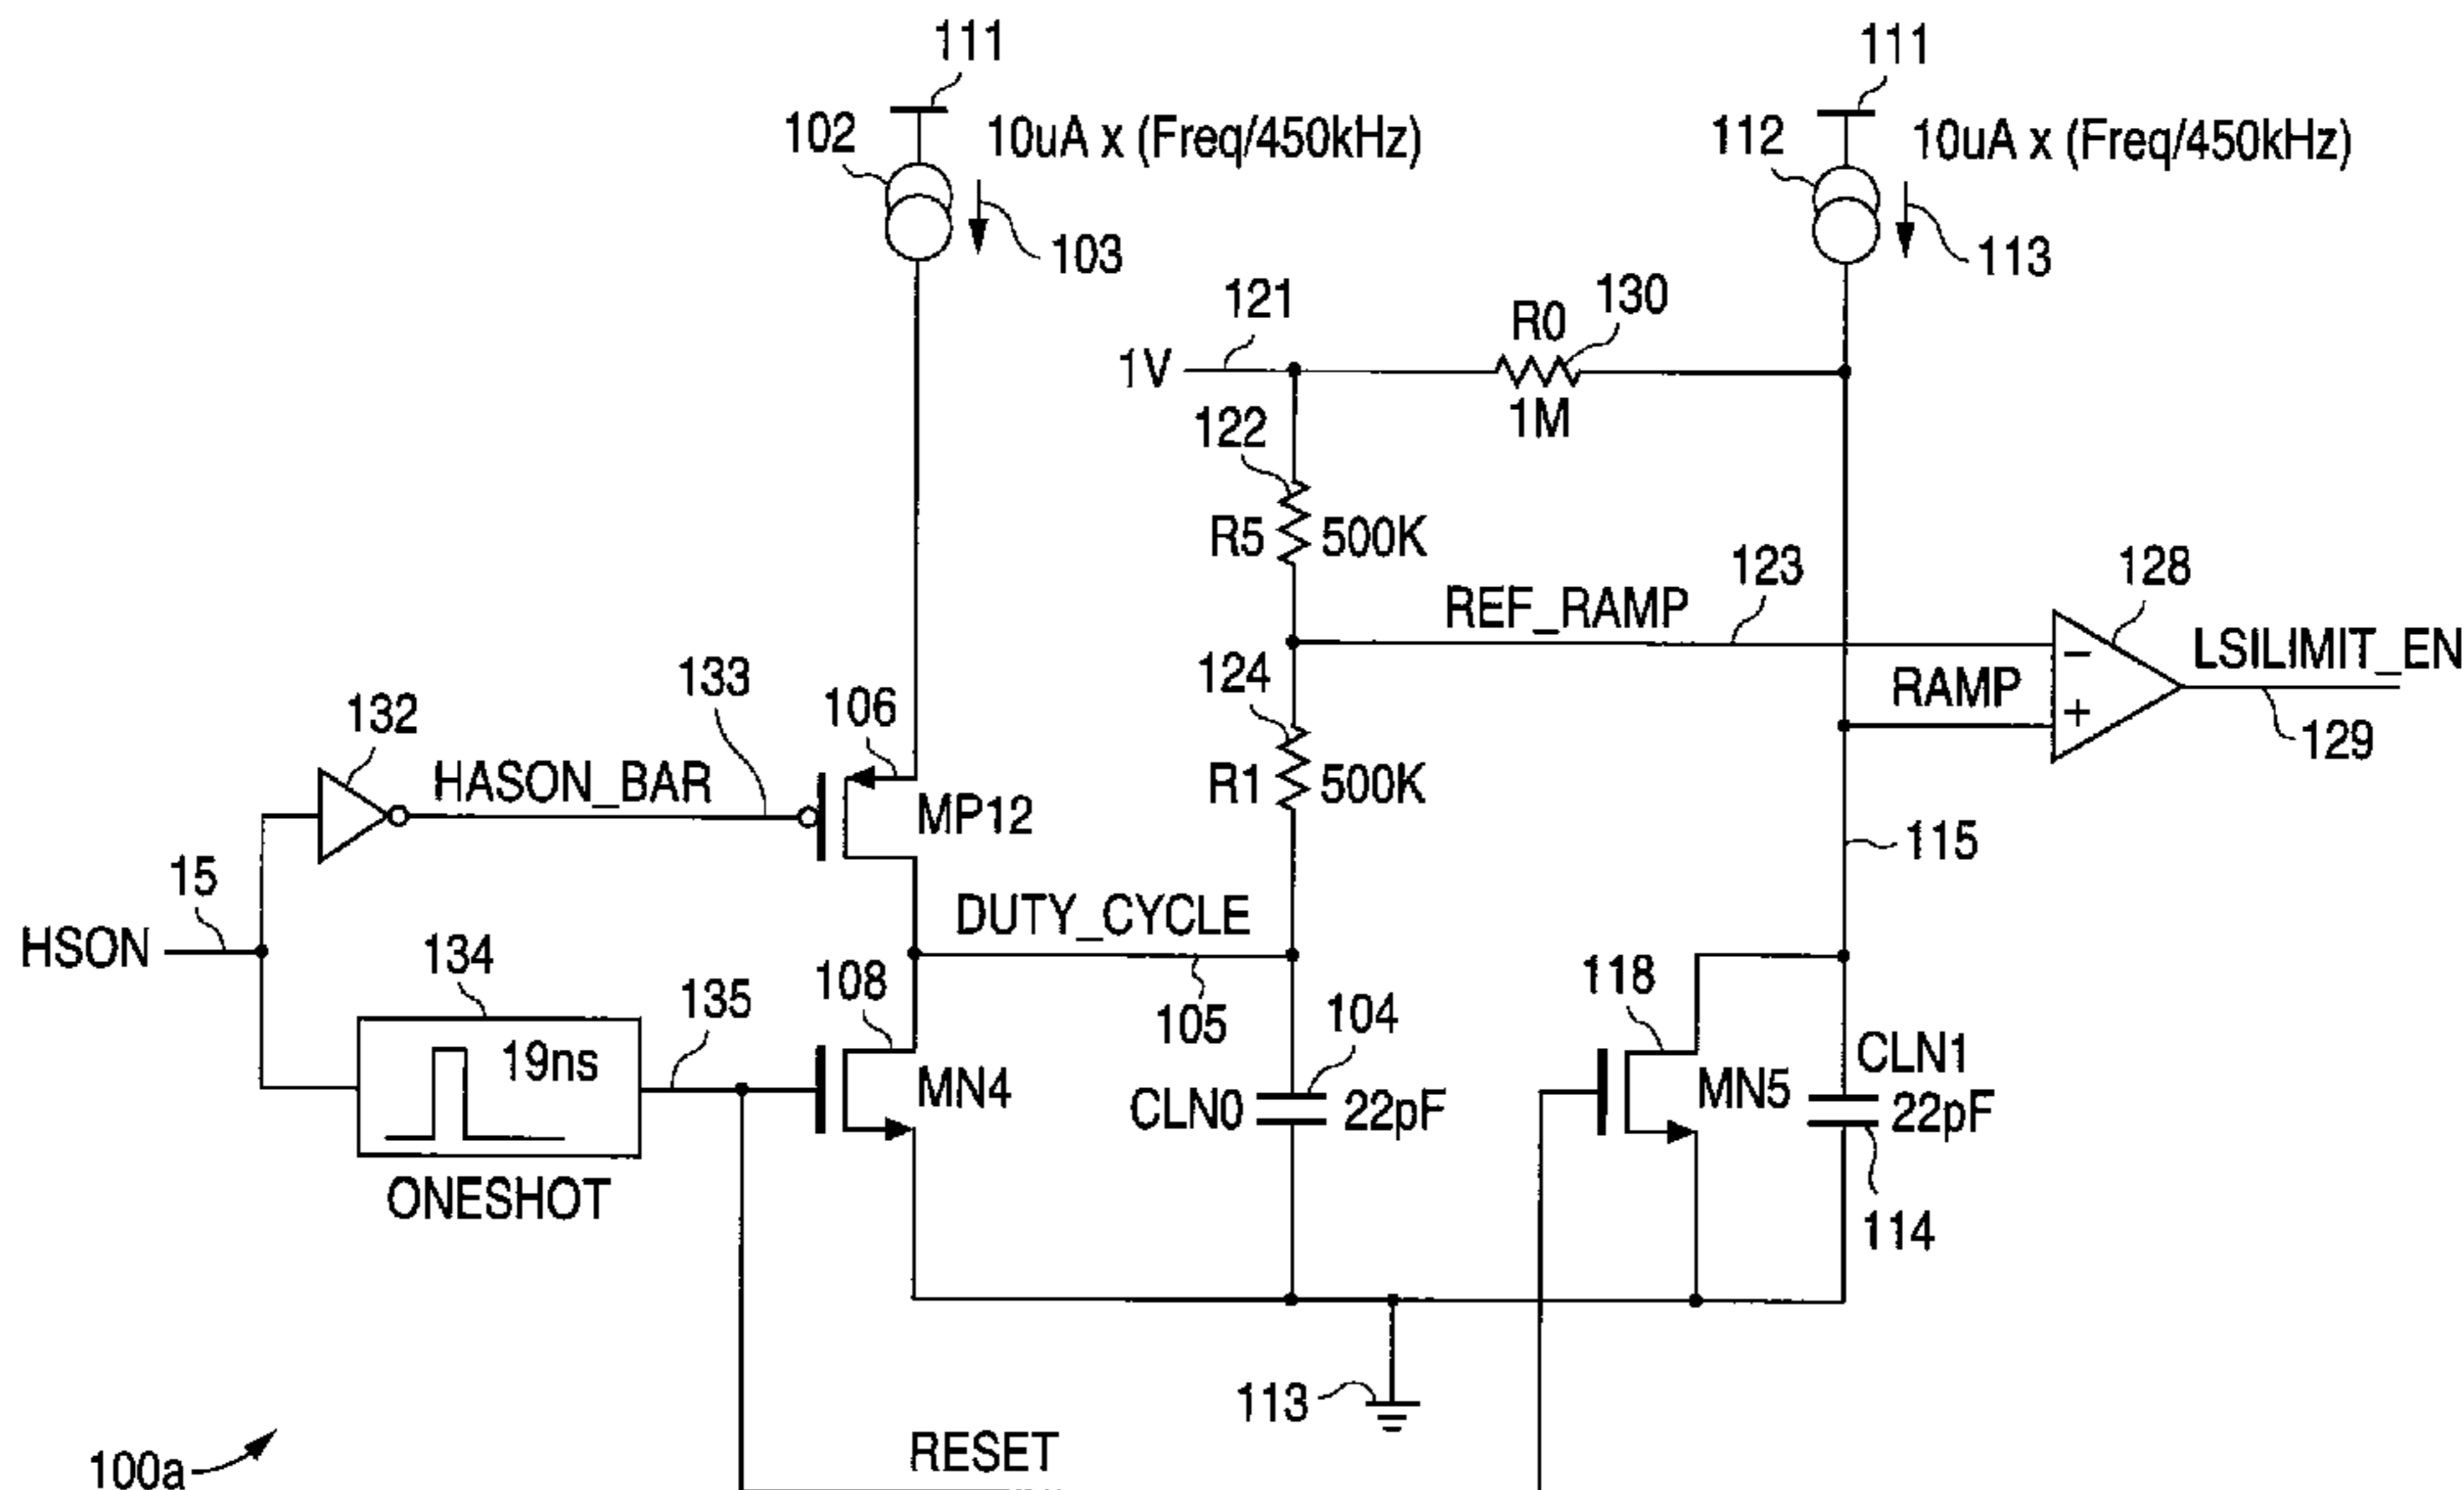 111
111
102
10uA x (Freq/450kHz)
112
10uA x (Freq/450kHz)
103
113
121
R0
130
1V
1M
122
R5
500K
REF_RAMP
123
128
LSILIMIT_EN
129
RAMP
124
R1
500K
132
HASON_BAR
133
106
MP12
115
15
HSON
DUTY_CYCLE
105
134
19ns
ONESHOT
135
108
MN4
104
CLN0
22pF
118
MN5
CLN1
22pF
114
113
RESET
100a